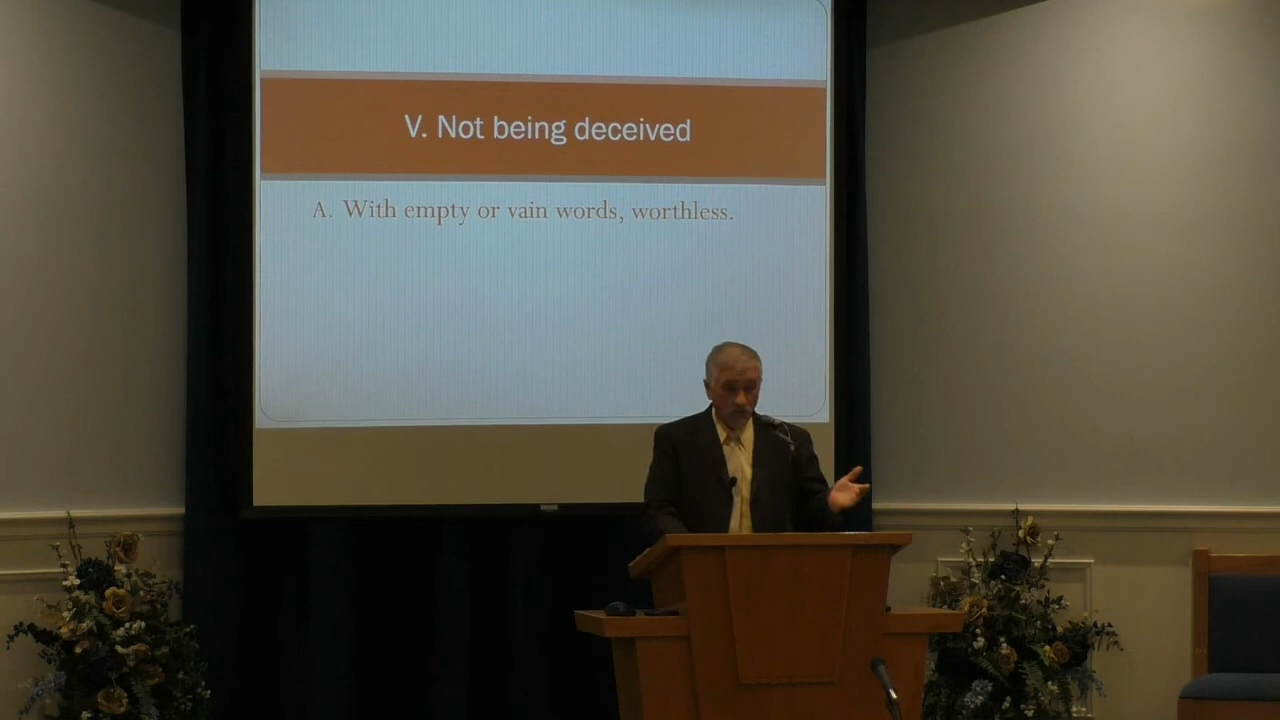 V. Not being deceived
A. With empty or vain words, worthless.